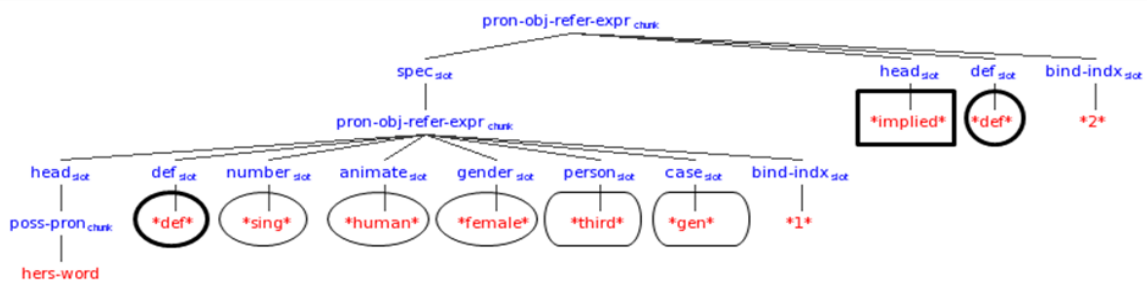 pron-obj-refer-expr chunk
spec slot head slot def slot bind-indx slot
*implied* *def* *2*
pron-obj-refer-expr chunk
head slot def slot number slot animate slot gender slot person slot case slot bind-indx slot
poss-pron chunk *def* *sing* *human* *female* *third* *gen* *1*
hers-word